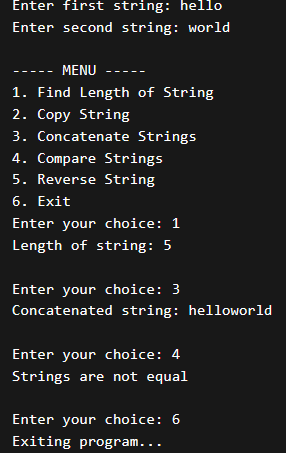 Enter first string: hello
Enter second string: world
----- MENU -----
1. Find Length of String
2. Copy String
3. Concatenate Strings
4. Compare Strings
5. Reverse String
6. Exit
Enter your choice: 1
Length of string: 5
Enter your choice: 3
Concatenated string: helloworld
Enter your choice: 4
Strings are not equal
Enter your choice: 6
Exiting program...